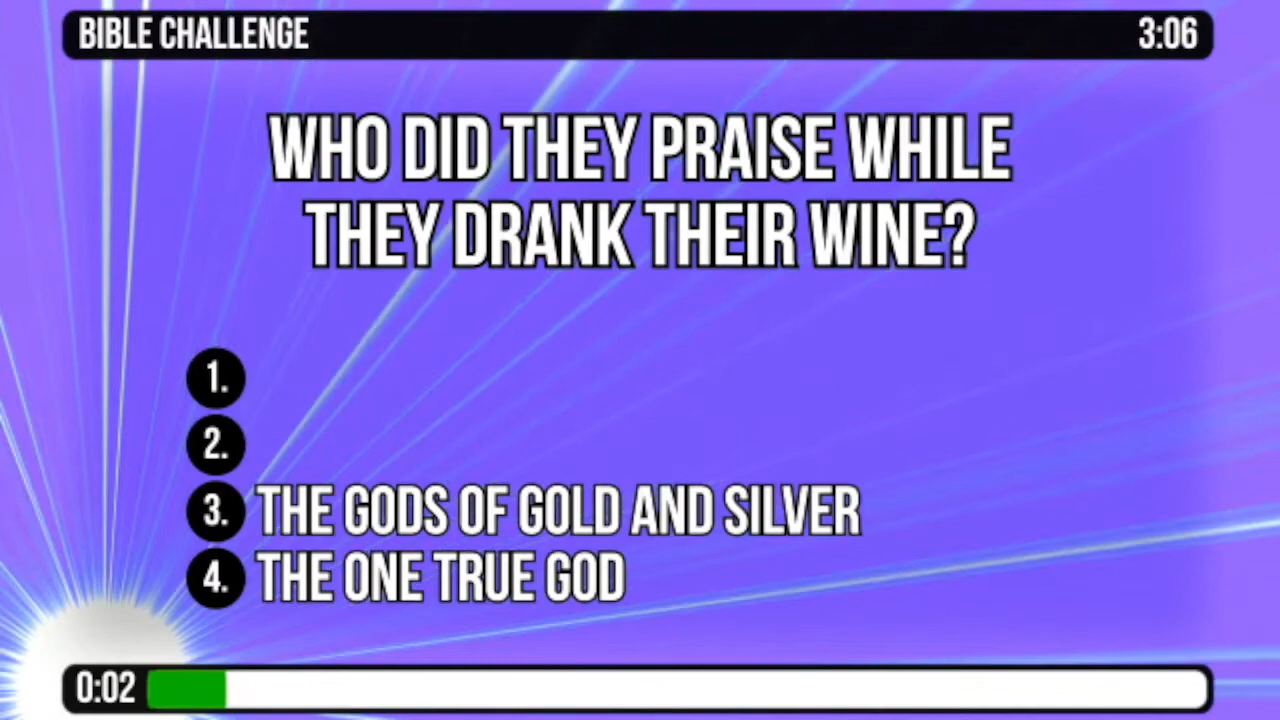 BIBLE CHALLENGE 3:06
WHO DID THEY PRAISE WHILE
THEY DRANK THEIR WINE?
1.
2.
3. THE GODS OF GOLD AND SILVER
4. THE ONE TRUE GOD
0:02